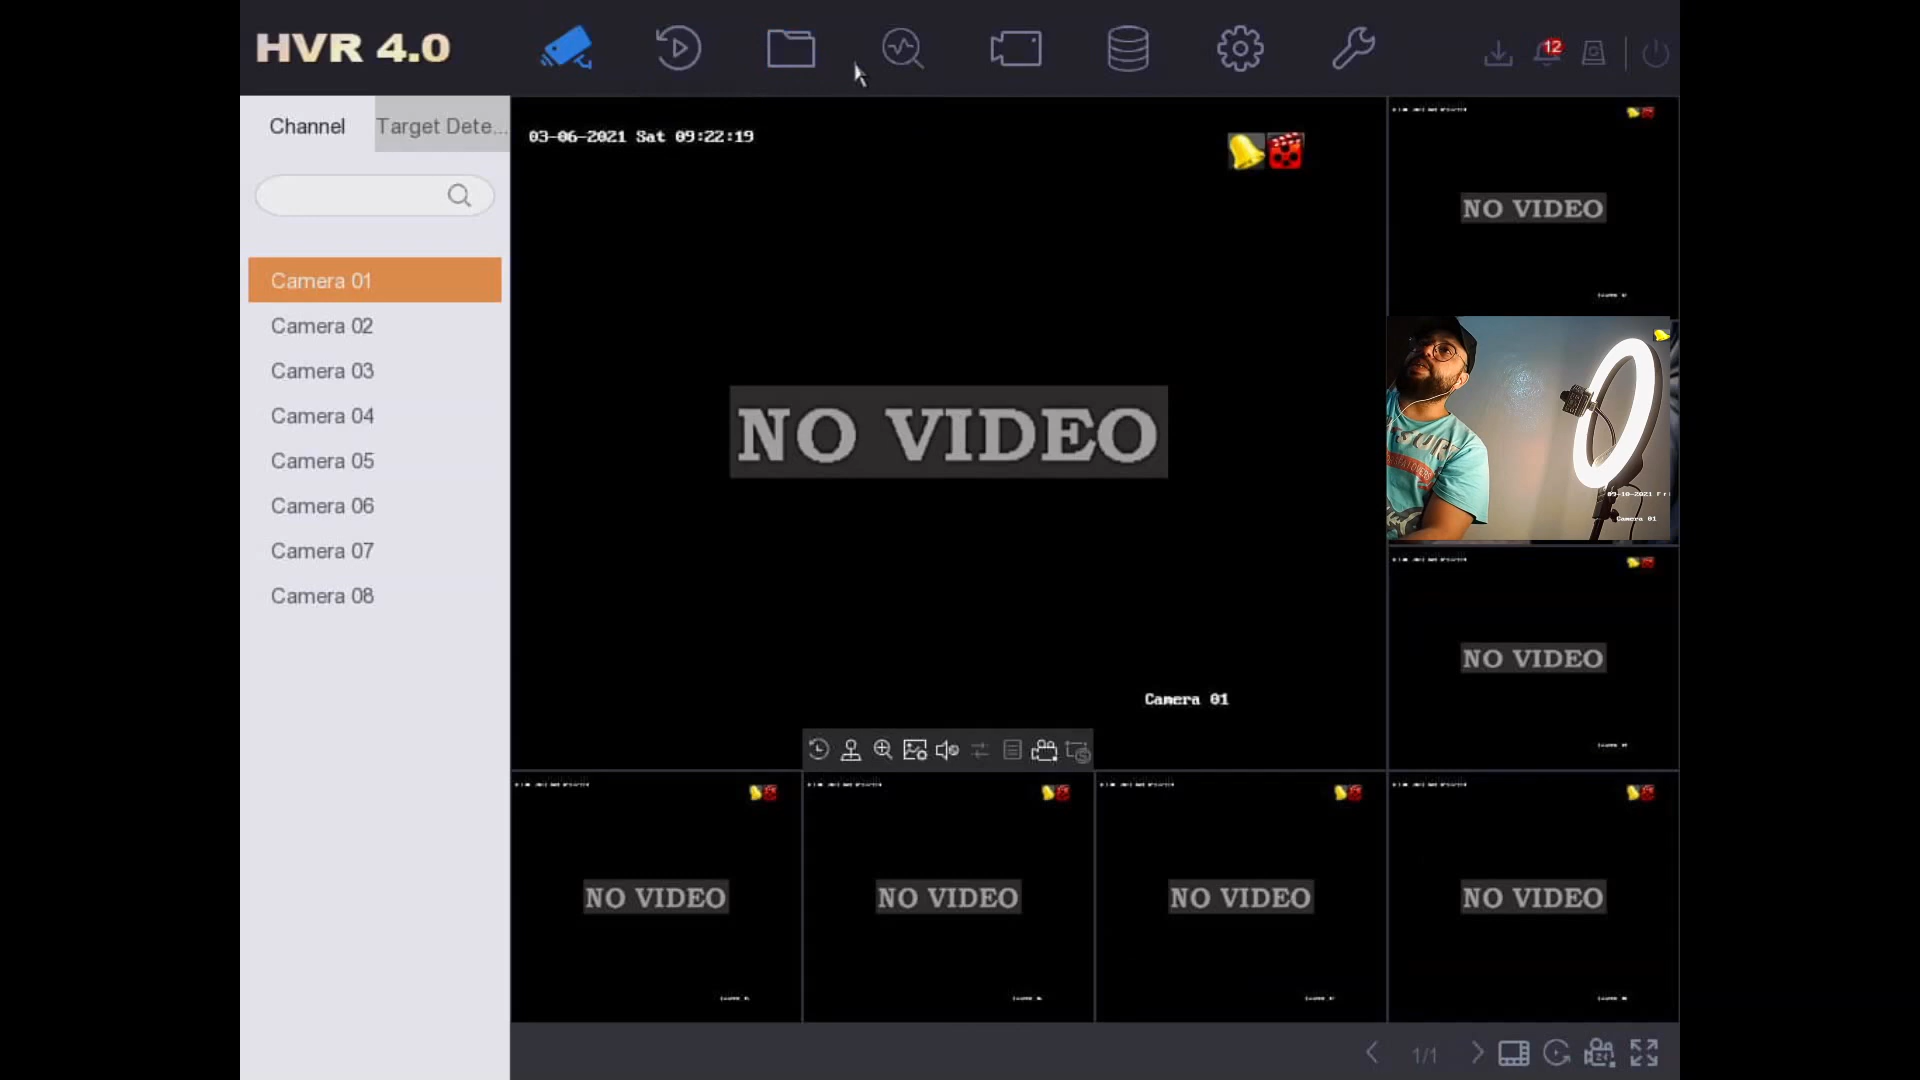 HVR 4.0
12
Channel
Target Dete...
Camera 01
Camera 02
Camera 03
Camera 04
Camera 05
Camera 06
Camera 07
Camera 08
03-06-2021 Sat 09:22:19
NO VIDEO
Camera 01
NO VIDEO
Camera 01
NO VIDEO
NO VIDEO
NO VIDEO
NO VIDEO
NO VIDEO
1/1